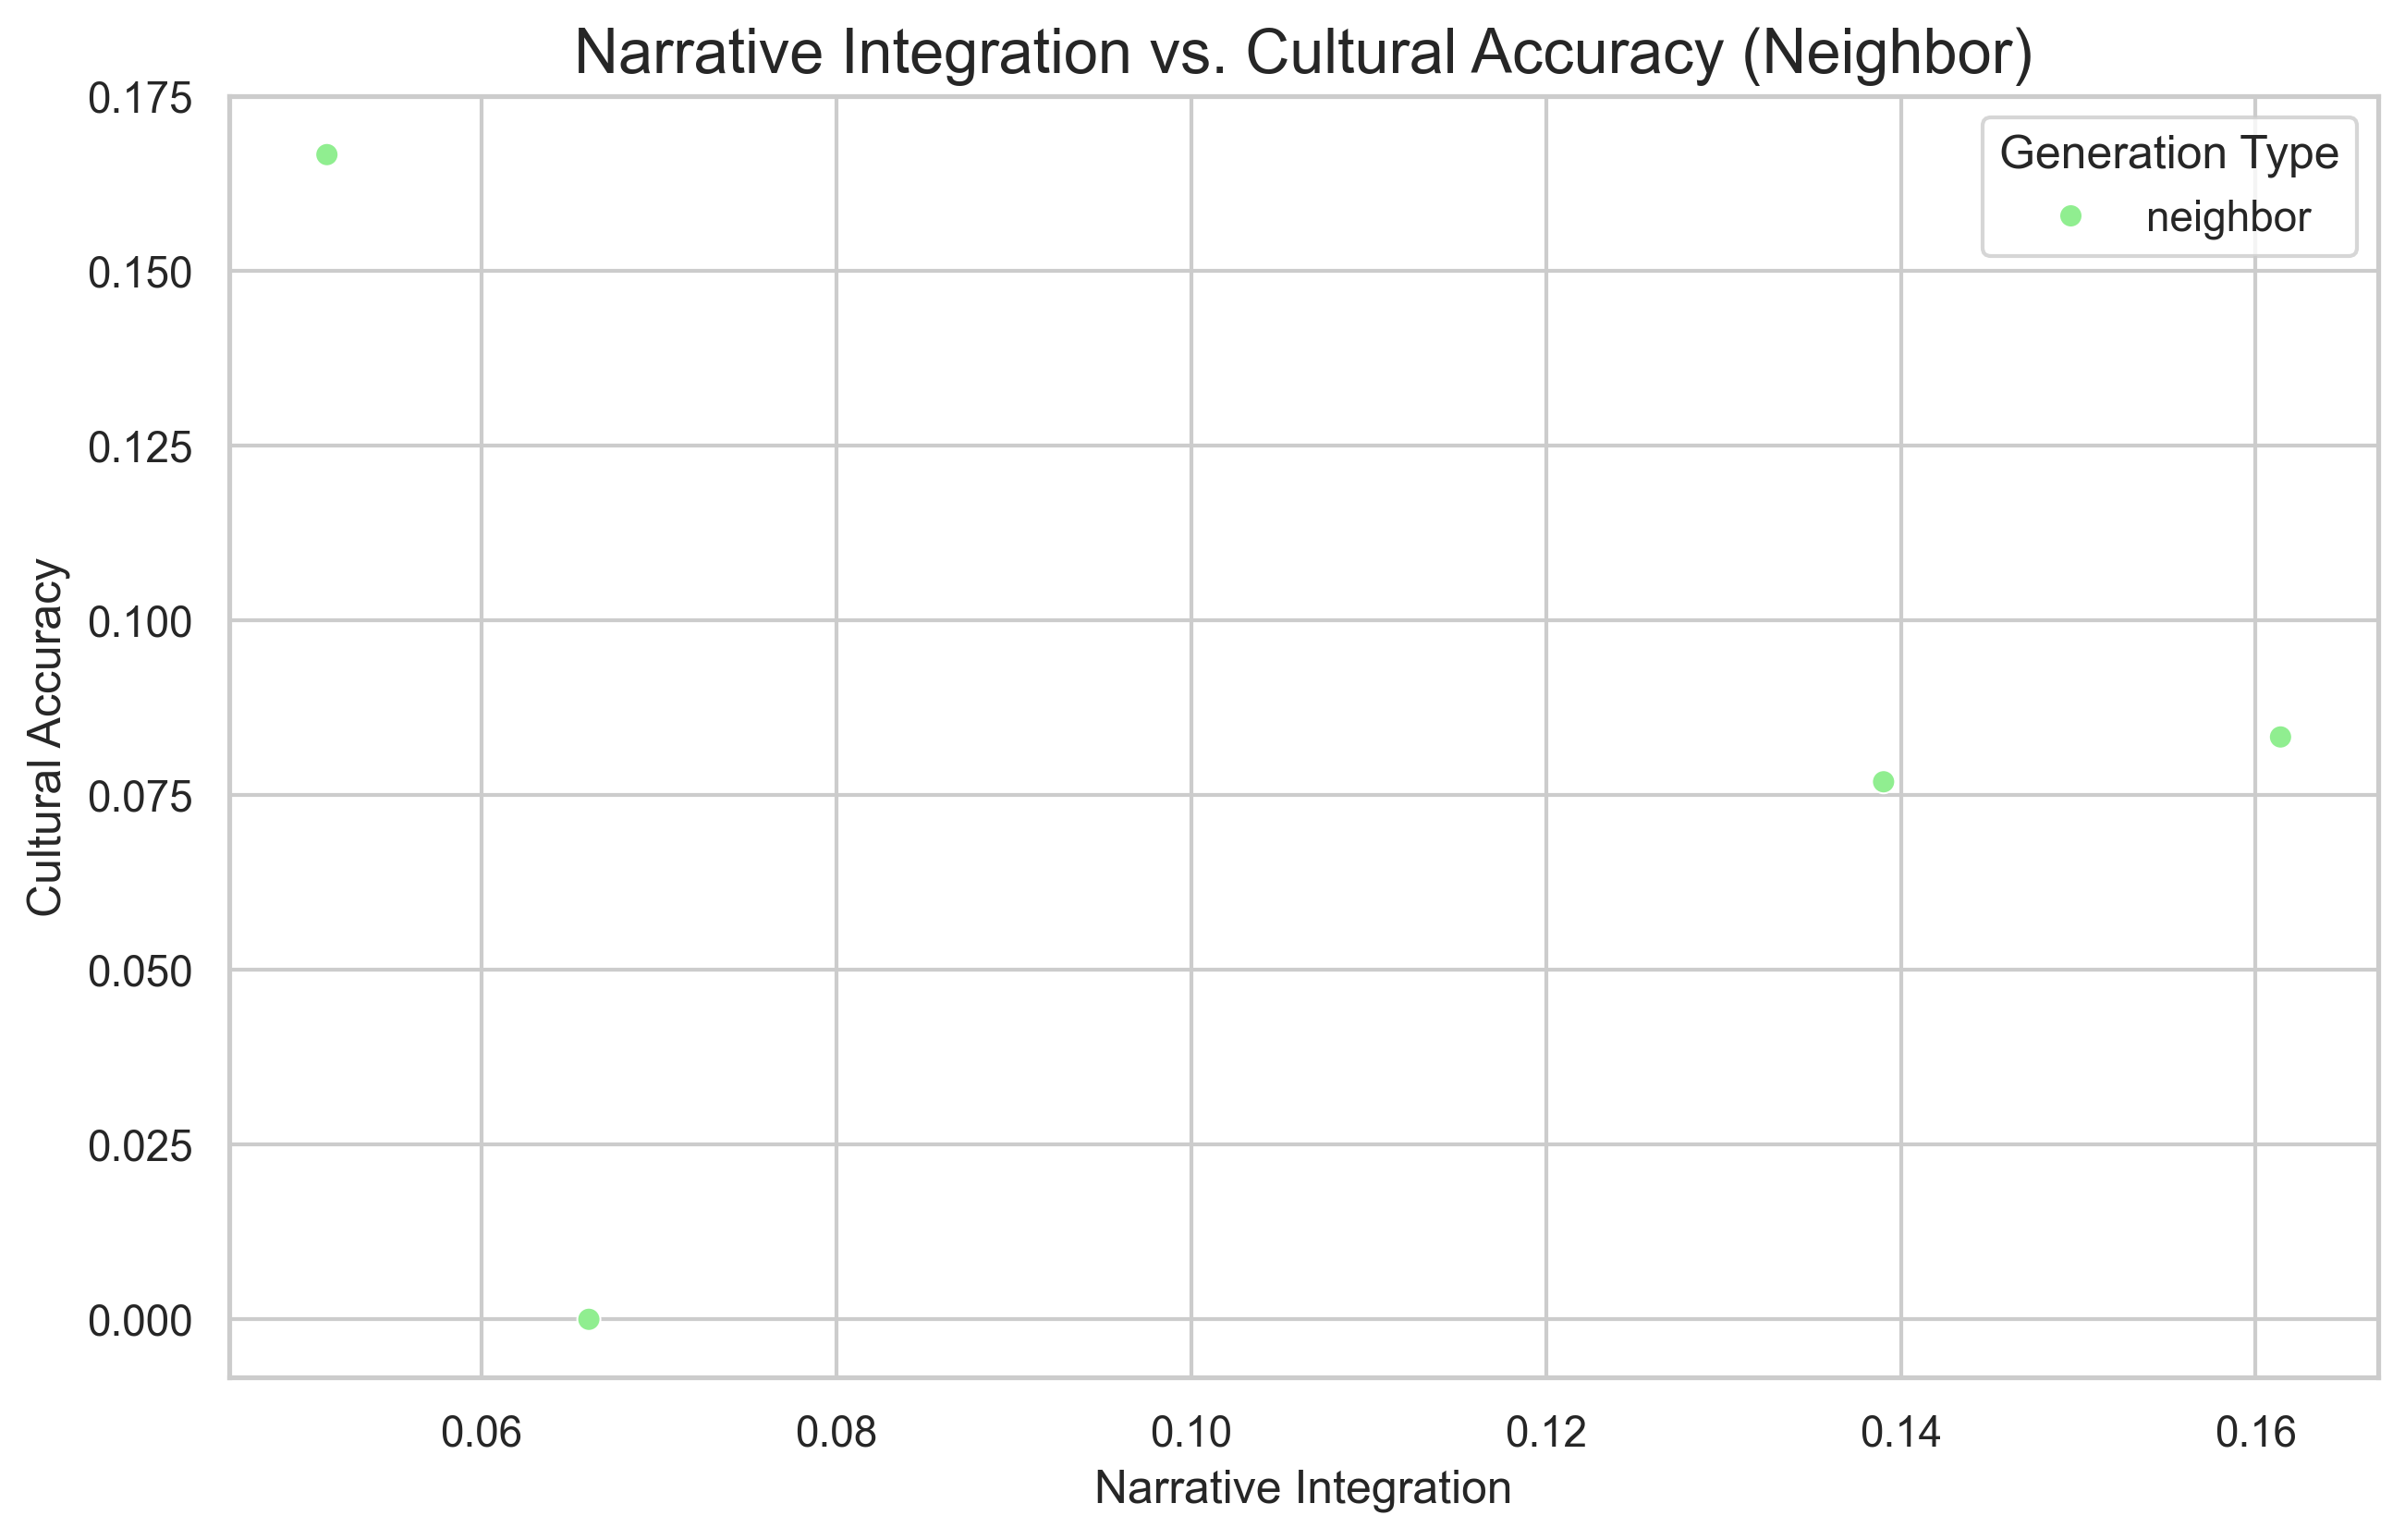 Narrative Integration vs. Cultural Accuracy (Neighbor)
0.175
0.150
0.125
0.100
0.075
0.050
0.025
0.000
Cultural Accuracy
Generation Type
neighbor
0.06 0.08 0.10 0.12 0.14 0.16
Narrative Integration